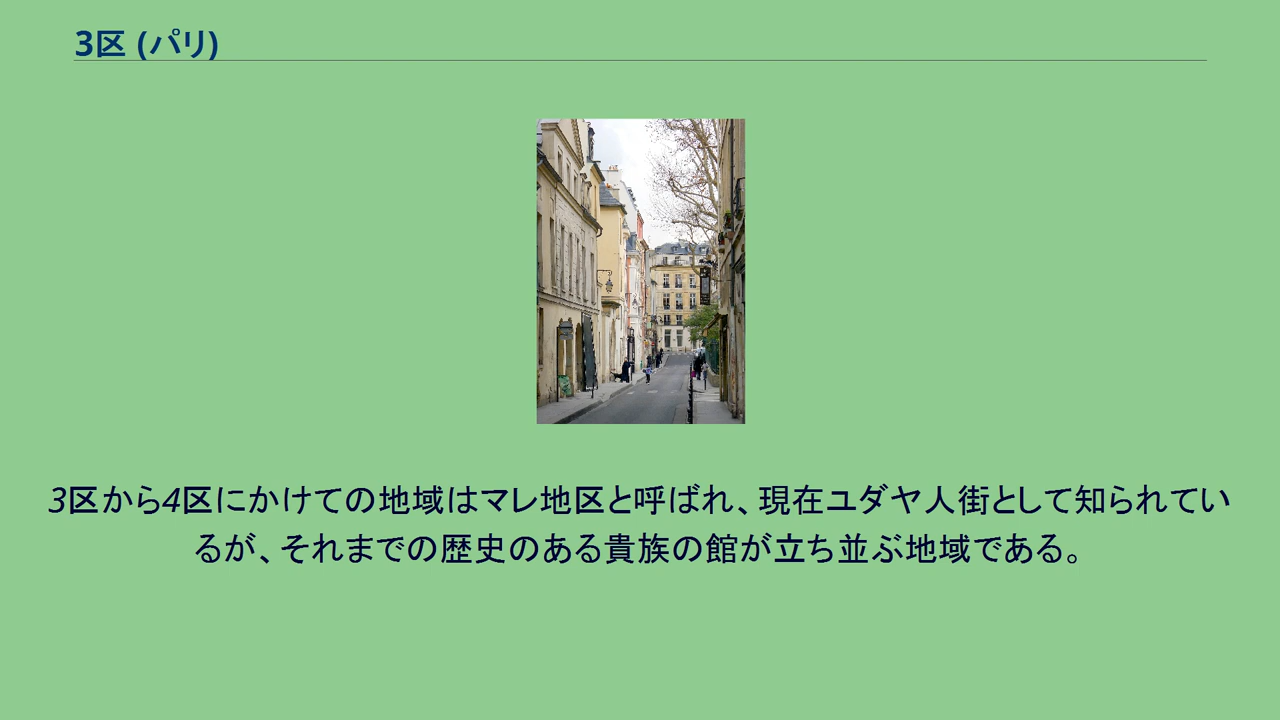 3区 (パリ)
3区から4区にかけての地域はマレ地区と呼ばれ、現在ユダヤ人街として知られてい
るが、それまでの歴史のある貴族の館が立ち並ぶ地域である。